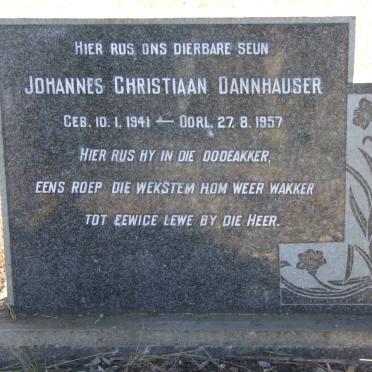 HIER RUS ONS DIERBARE SEUN
JOHANNES CHRISTIAAN DANNHAUSER
GEB. 10. 1. 1941 — OORL. 27. 8. 1957
HIER RUS HY IN DIE DODEAKKER,
EENS ROEP DIE WEKSTEM HOM WEER WAKKER
TOT EEWIGE LEWE BY DIE HEER.